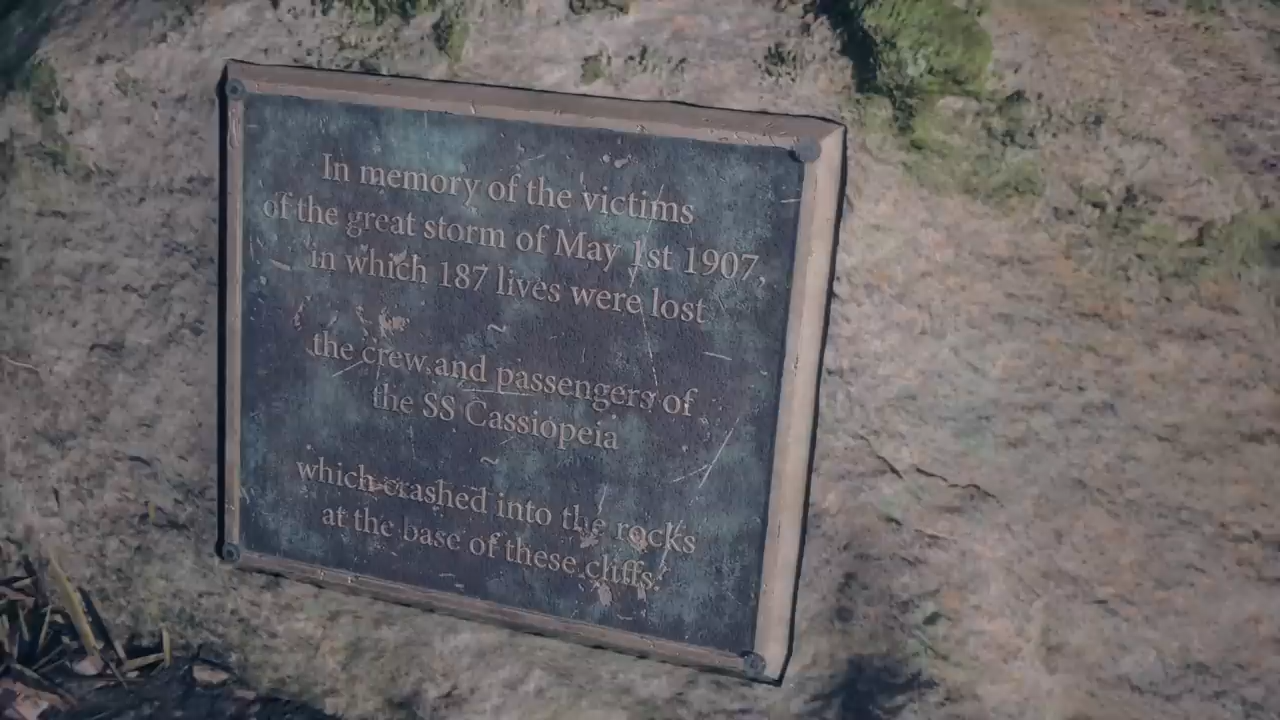 In memory of the victims
of the great storm of May 1st 1907,
in which 187 lives were lost
~
the crew and passengers of
the SS Cassiopeia
~
which crashed into the rocks
at the base of these cliffs.